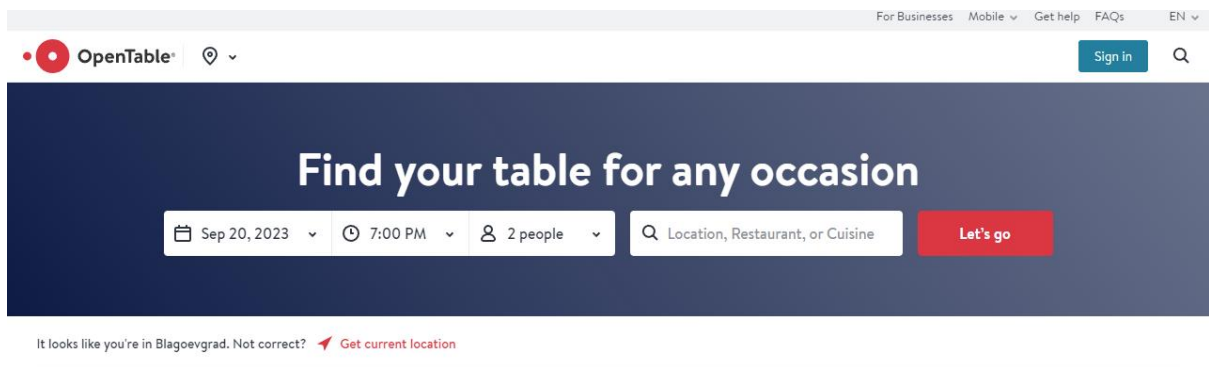 For Businesses Mobile Get help FAQs EN
OpenTable®
Sign in
Find your table for any occasion
Sep 20, 2023 7:00 PM 2 people Location, Restaurant, or Cuisine Let's go
It looks like you're in Blagoevgrad. Not correct? Get current location